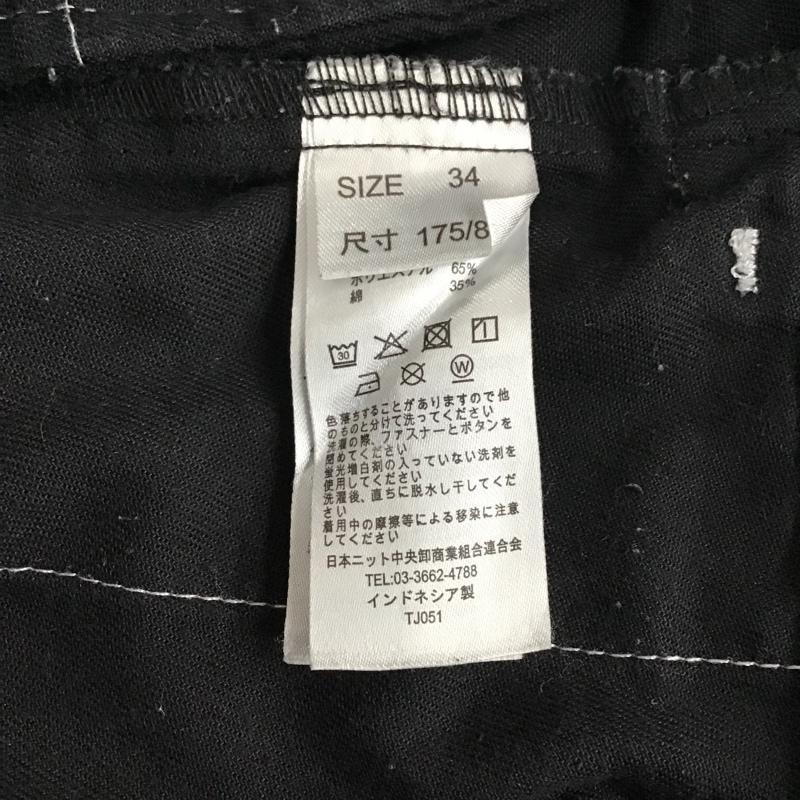 SIZE 34
尺寸 175/8
ポリエステル 65%
綿 35%
30
W
色落ちすることがありますので他
のものと分けて洗ってください
洗濯の際、ファスナーとボタンを
閉めてください
蛍光増白剤の入っていない洗剤を
使用してください
洗濯後、直ちに脱水し干してくだ
さい
着用中の摩擦等による移染に注意
してください
日本ニット中央卸商業組合連合会
TEL:03-3662-4788
インドネシア製
TJ051